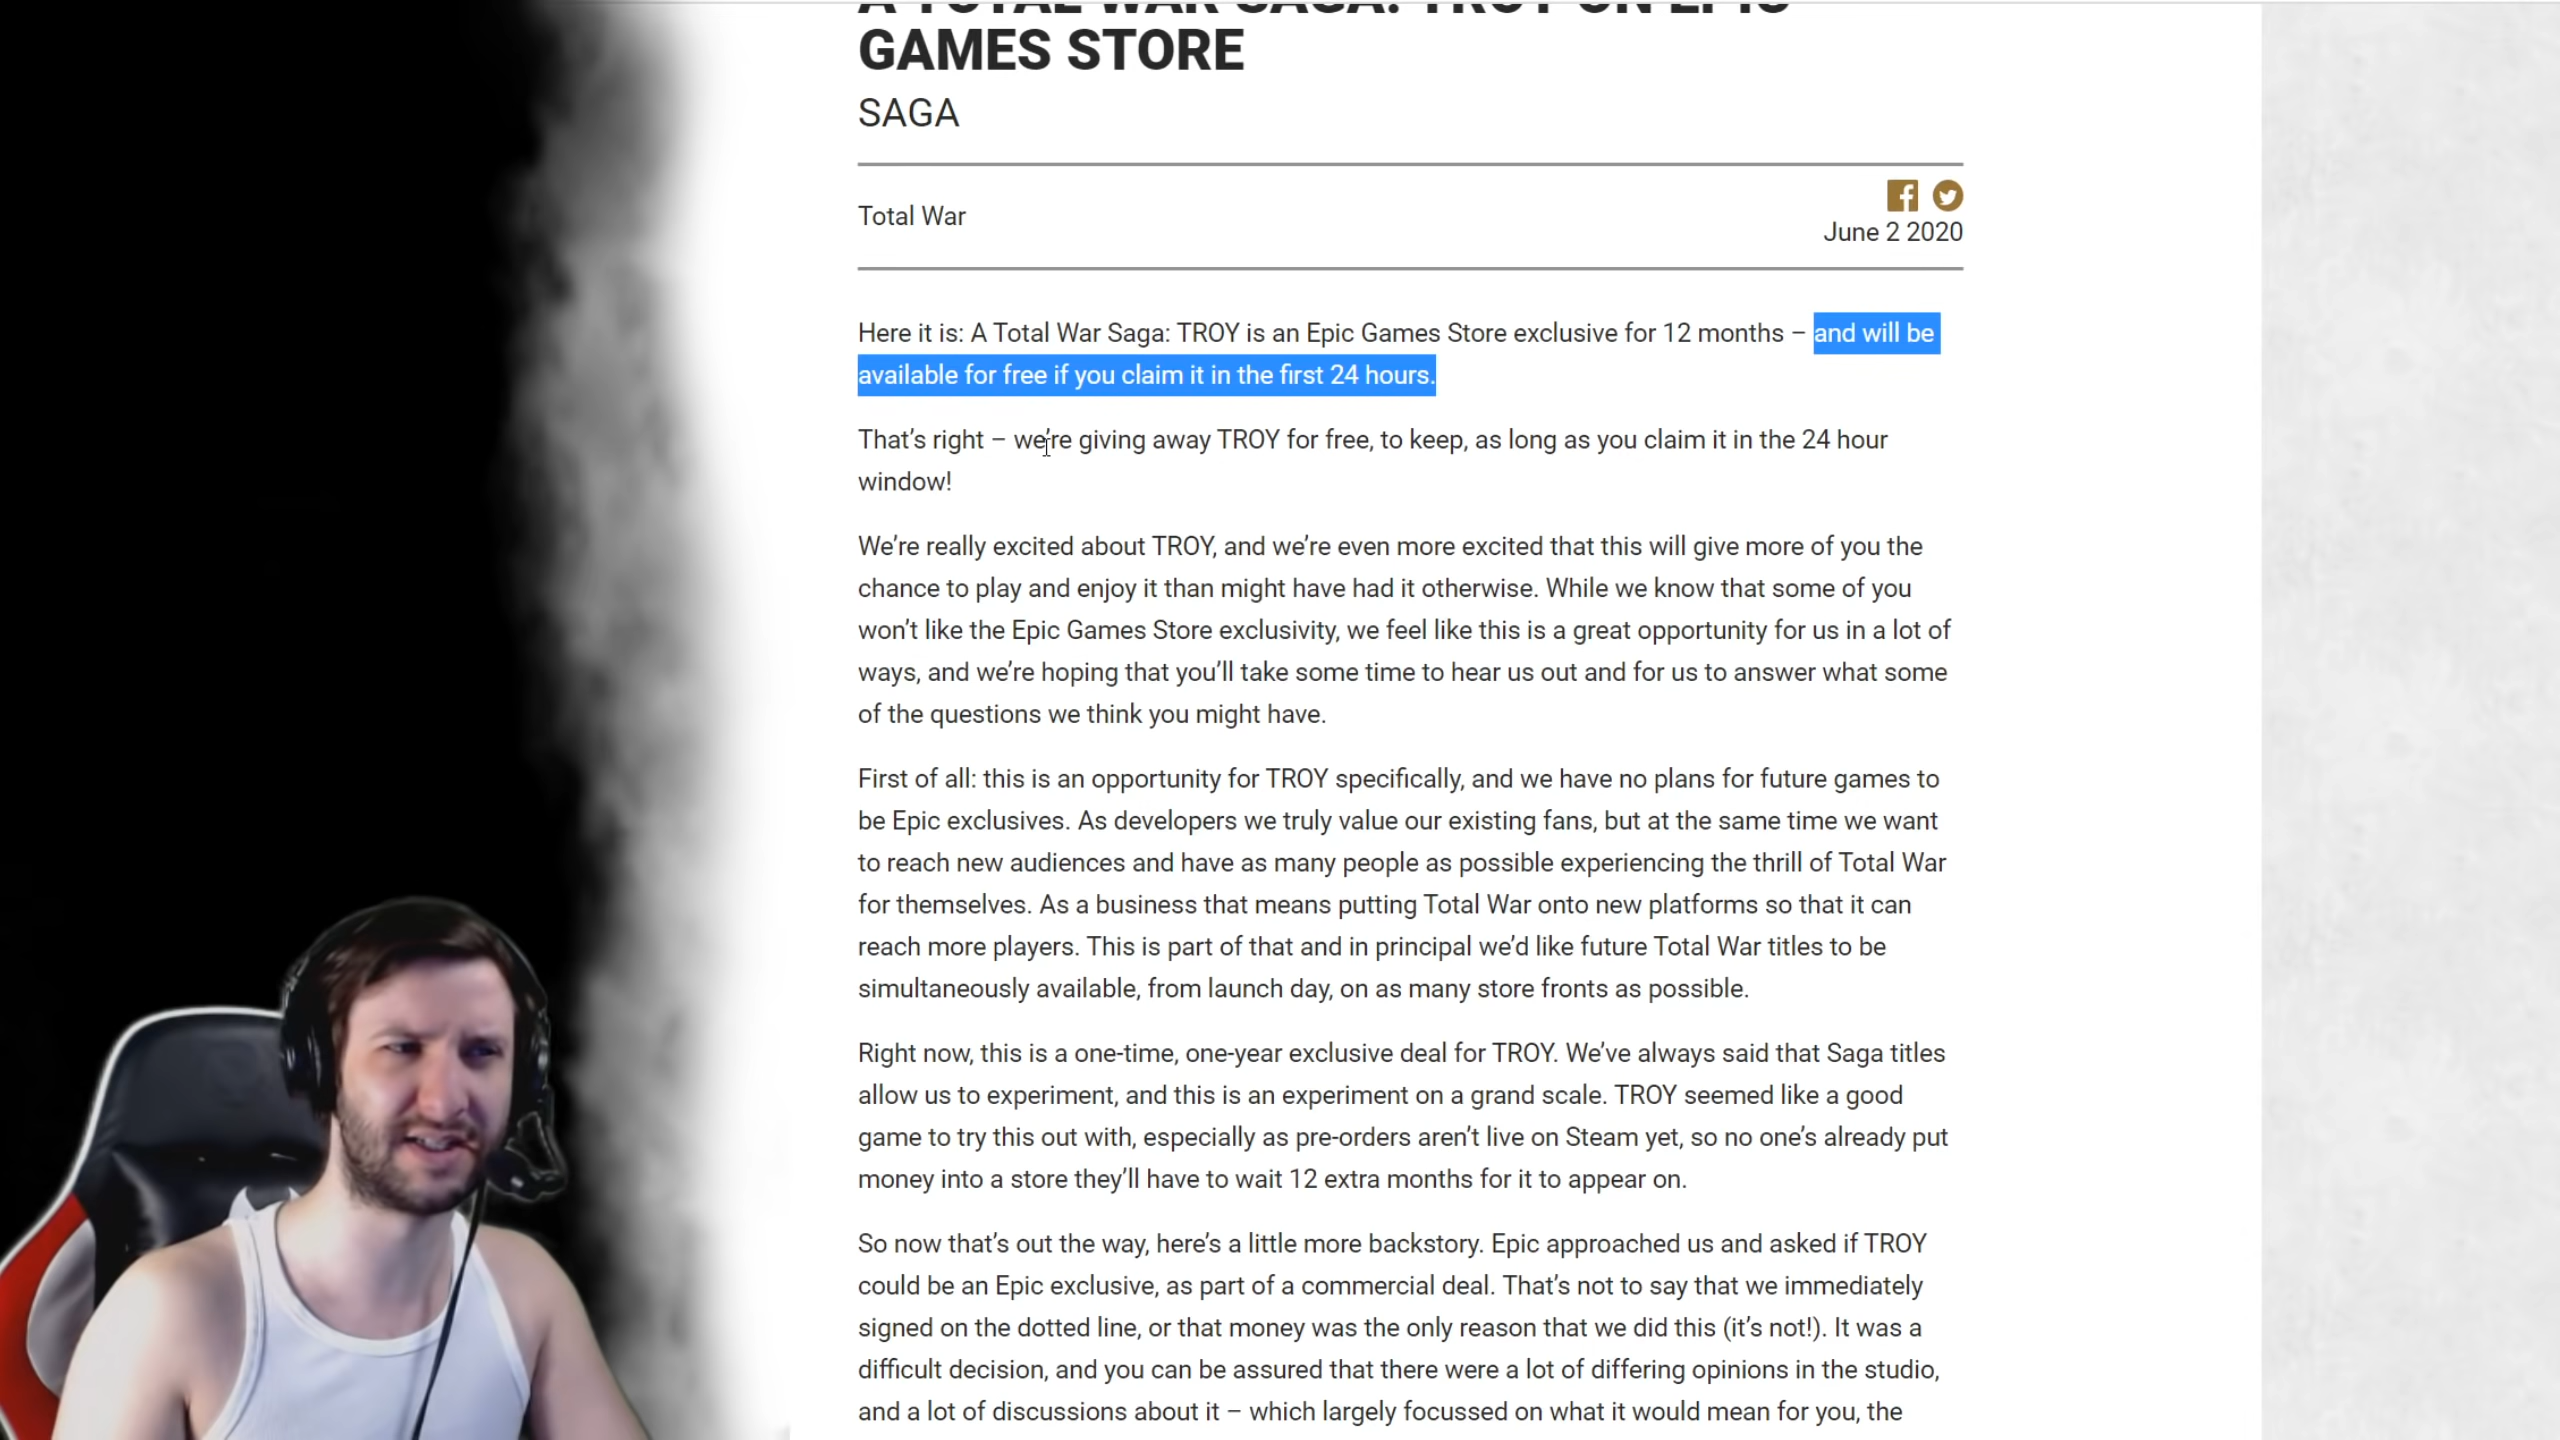 A TOTAL WAR SAGA: TROY ON EPIC
GAMES STORE
SAGA
Total War
June 2 2020
Here it is: A Total War Saga: TROY is an Epic Games Store exclusive for 12 months – and will be
available for free if you claim it in the first 24 hours.
That’s right – we’re giving away TROY for free, to keep, as long as you claim it in the 24 hour
window!
We’re really excited about TROY, and we’re even more excited that this will give more of you the
chance to play and enjoy it than might have had it otherwise. While we know that some of you
won’t like the Epic Games Store exclusivity, we feel like this is a great opportunity for us in a lot of
ways, and we’re hoping that you’ll take some time to hear us out and for us to answer what some
of the questions we think you might have.
First of all: this is an opportunity for TROY specifically, and we have no plans for future games to
be Epic exclusives. As developers we truly value our existing fans, but at the same time we want
to reach new audiences and have as many people as possible experiencing the thrill of Total War
for themselves. As a business that means putting Total War onto new platforms so that it can
reach more players. This is part of that and in principal we’d like future Total War titles to be
simultaneously available, from launch day, on as many store fronts as possible.
Right now, this is a one-time, one-year exclusive deal for TROY. We’ve always said that Saga titles
allow us to experiment, and this is an experiment on a grand scale. TROY seemed like a good
game to try this out with, especially as pre-orders aren’t live on Steam yet, so no one’s already put
money into a store they’ll have to wait 12 extra months for it to appear on.
So now that’s out the way, here’s a little more backstory. Epic approached us and asked if TROY
could be an Epic exclusive, as part of a commercial deal. That’s not to say that we immediately
signed on the dotted line, or that money was the only reason that we did this (it’s not!). It was a
difficult decision, and you can be assured that there were a lot of differing opinions in the studio,
and a lot of discussions about it – which largely focussed on what it would mean for you, the